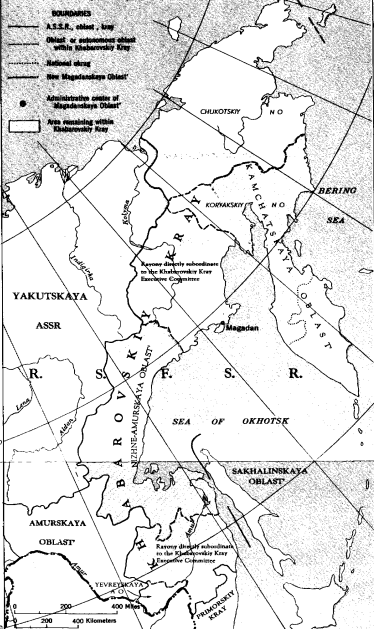 BOUNDARIES
A.S.S.R., oblast, kray
Oblast' or autonomous oblast
within Khabarovskiy Kray
National okrug
New Magadanskaya Oblast'
Administrative center of
Magadanskaya Oblast'
Area remaining within
Khabarovskiy Kray
CHUKOTSKIY N O
KORYAKSKIY N O
KAMCHATSKAYA OBLAST'
BERING
SEA
Kolyma
Indigirka
Rayony directly subordinate
to the Khabarovskiy Kray
Executive Committee
YAKUTSKAYA
ASSR
Magadan
R. S. F. S. R.
KHABAROVSKIY KRAY
NIZHNE-AMURSKAYA OBLAST'
Lena
Aldan
SEA OF OKHOTSK
SAKHALINSKAYA
OBLAST'
AMURSKAYA
OBLAST'
Amur
Rayony directly subordinate
to the Khabarovskiy Kray
Executive Committee
Amur
YEVREYSKAYA
A O
PRIMORSKIY
KRAY
0 200 400 Miles
0 200 400 Kilometers